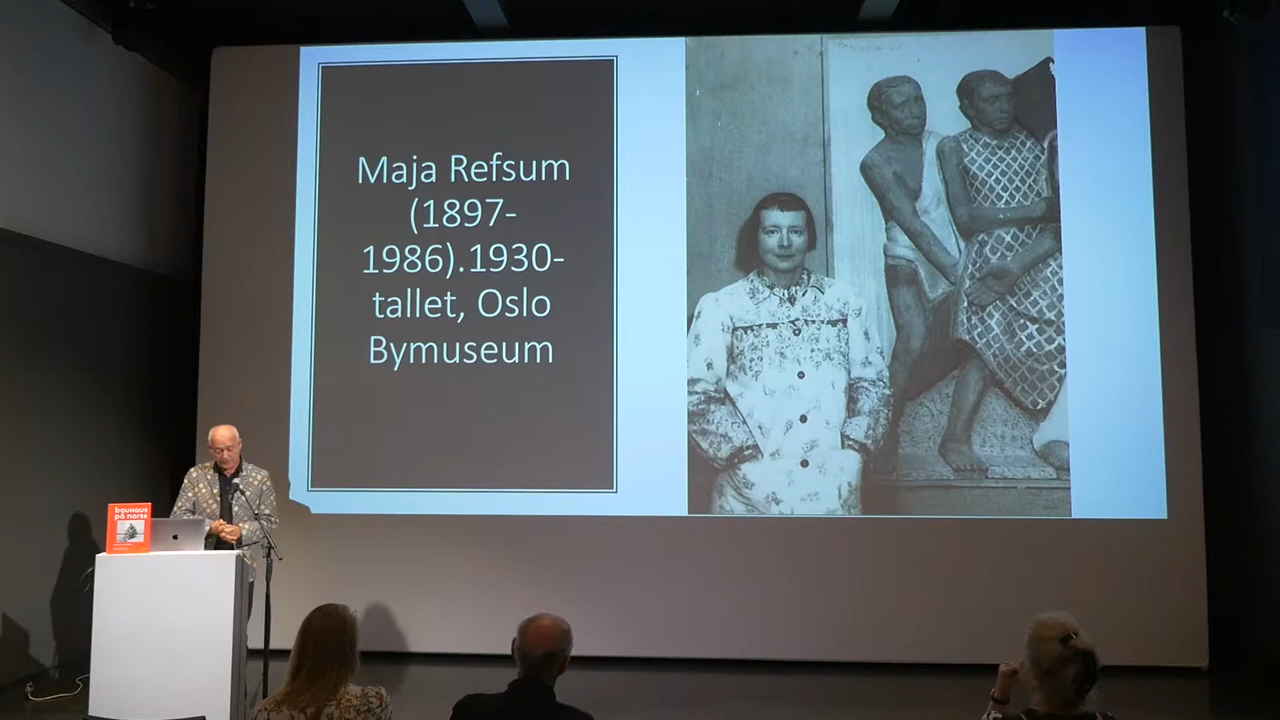 Maja Refsum
(1897-
1986).1930-
tallet, Oslo
Bymuseum
bauhaus
på norsk